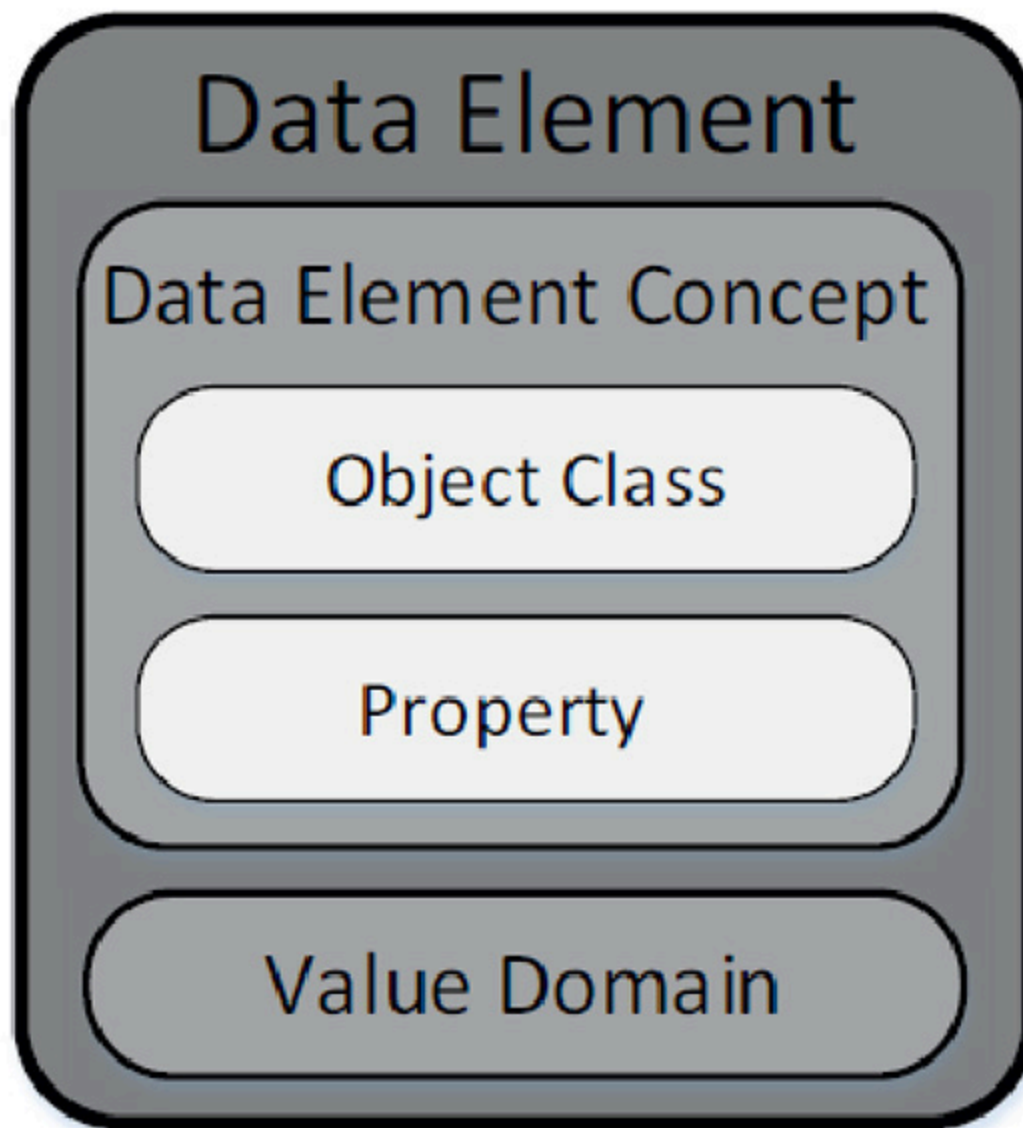 Data Element
Data Element Concept
Object Class
Property
Value Domain